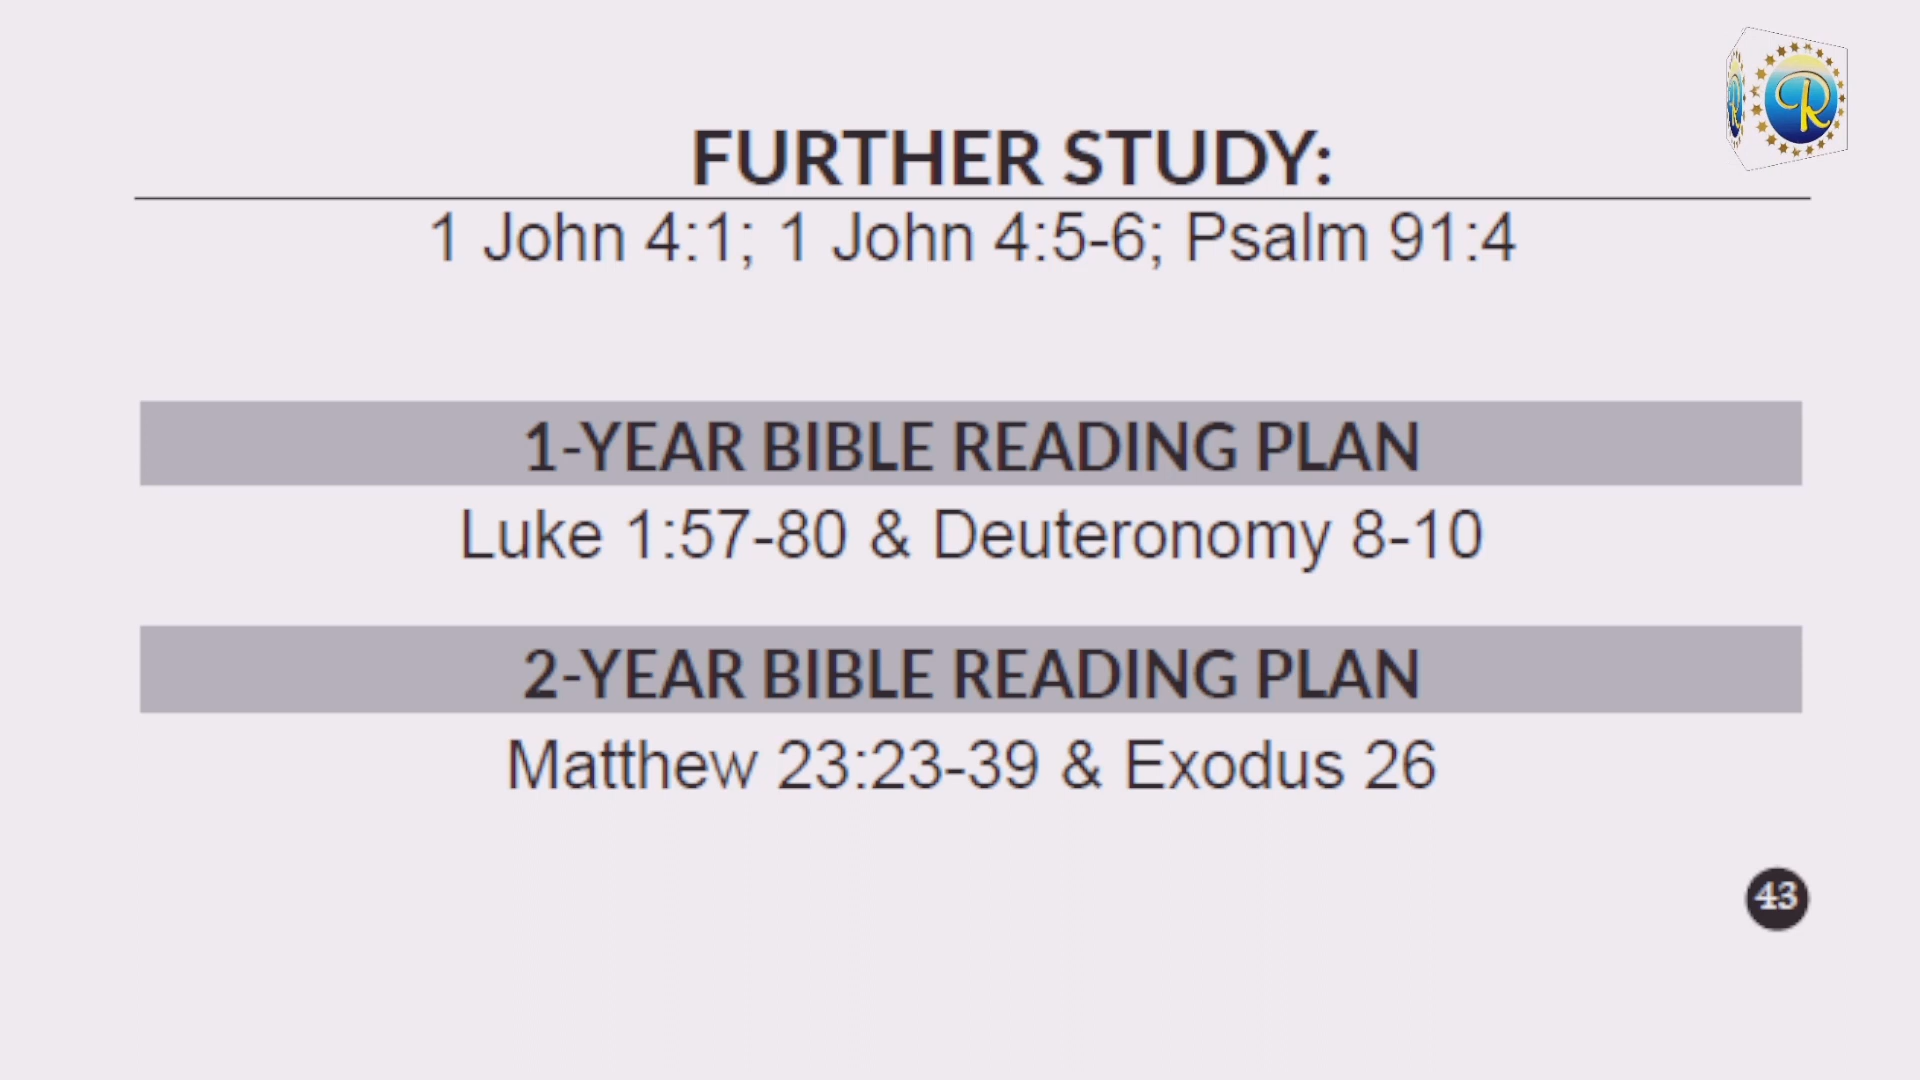 R R
FURTHER STUDY:
1 John 4:1; 1 John 4:5-6; Psalm 91:4
1-YEAR BIBLE READING PLAN
Luke 1:57-80 & Deuteronomy 8-10
2-YEAR BIBLE READING PLAN
Matthew 23:23-39 & Exodus 26
43